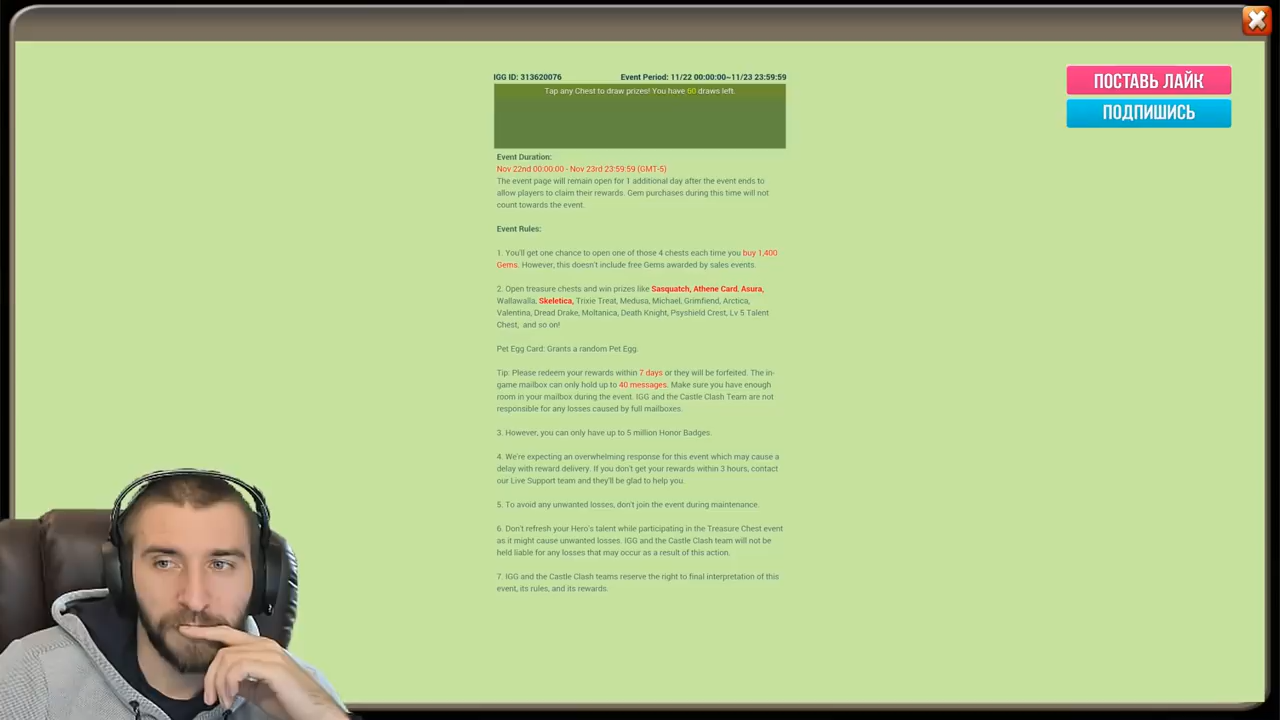 IGG ID: 313620076
Event Period: 11/22 00:00:00~11/23 23:59:59
Tap any Chest to draw prizes! You have 60 draws left.
Event Duration:
Nov 22nd 00:00:00 - Nov 23rd 23:59:59 (GMT-5)
The event page will remain open for 1 additional day after the event ends to
allow players to claim their rewards. Gem purchases during this time will not
count towards the event.
Event Rules:
1. You'll get one chance to open one of those 4 chests each time you buy 1,400
Gems. However, this doesn't include free Gems awarded by sales events.
2. Open treasure chests and win prizes like Sasquatch, Athene Card, Asura,
Wallawalla, Skeletica, Trixie Treat, Medusa, Michael, Grimfiend, Arctica,
Valentina, Dread Drake, Moltanica, Death Knight, Psyshield Crest, Lv 5 Talent
Chest, and so on!
Pet Egg Card: Grants a random Pet Egg.
Tip: Please redeem your rewards within 7 days or they will be forfeited. The in-
game mailbox can only hold up to 40 messages. Make sure you have enough
room in your mailbox during the event. IGG and the Castle Clash Team are not
responsible for any losses caused by full mailboxes.
3. However, you can only have up to 5 million Honor Badges.
4. We're expecting an overwhelming response for this event which may cause a
delay with reward delivery. If you don't get your rewards within 3 hours, contact
our Live Support team and they'll be glad to help you.
5. To avoid any unwanted losses, don't join the event during maintenance.
6. Don't refresh your Hero's talent while participating in the Treasure Chest event
as it might cause unwanted losses. IGG and the Castle Clash team will not be
held liable for any losses that may occur as a result of this action.
7. IGG and the Castle Clash teams reserve the right to final interpretation of this
event, its rules, and its rewards.
ПОСТАВЬ ЛАЙК
ПОДПИШИСЬ